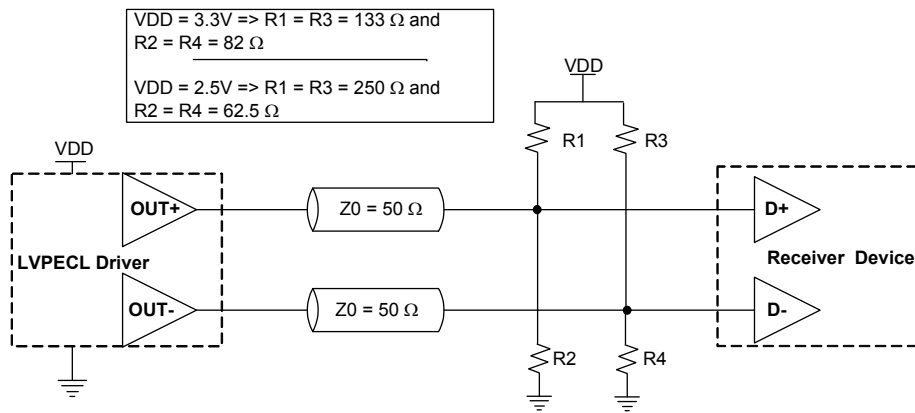 VDD = 3.3V => R1 = R3 = 133 Ω and
R2 = R4 = 82 Ω
VDD = 2.5V => R1 = R3 = 250 Ω and
R2 = R4 = 62.5 Ω
VDD
R1
R3
VDD
OUT+
Z0 = 50 Ω
D+
LVPECL Driver
Receiver Device
OUT-
Z0 = 50 Ω
D-
R2
R4